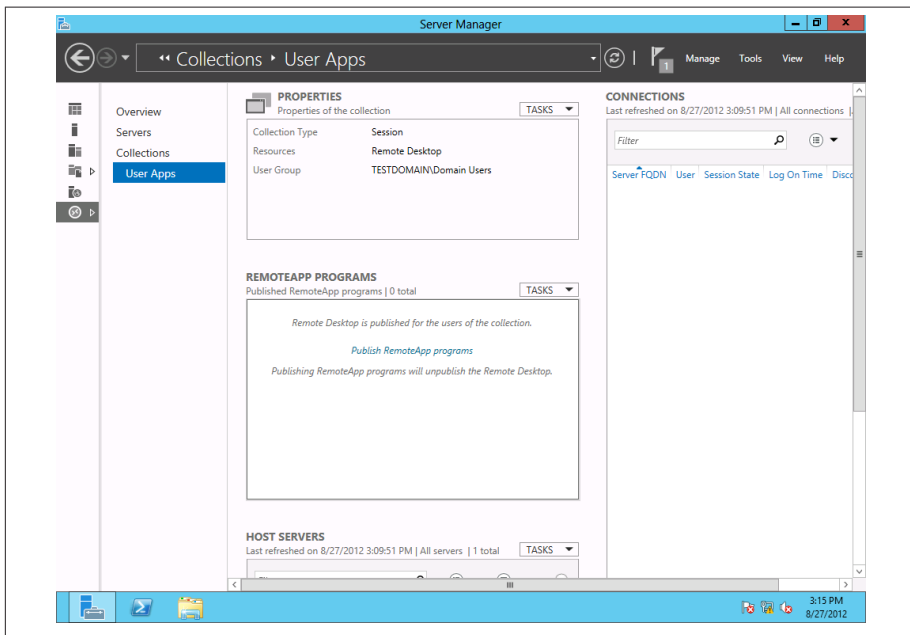 Server Manager
Collections User Apps
1
Manage Tools View Help
Overview
Servers
Collections
User Apps
PROPERTIES
Properties of the collection
TASKS
Collection Type Session
Resources Remote Desktop
User Group TESTDOMAIN\Domain Users
REMOTEAPP PROGRAMS
Published RemoteApp programs | 0 total
TASKS
Remote Desktop is published for the users of the collection.
Publish RemoteApp programs
Publishing RemoteApp programs will unpublish the Remote Desktop.
HOST SERVERS
Last refreshed on 8/27/2012 3:09:51 PM | All servers | 1 total
TASKS
CONNECTIONS
Last refreshed on 8/27/2012 3:09:51 PM | All connections |
Filter
Server FQDN User Session State Log On Time Disco
3:15 PM
8/27/2012